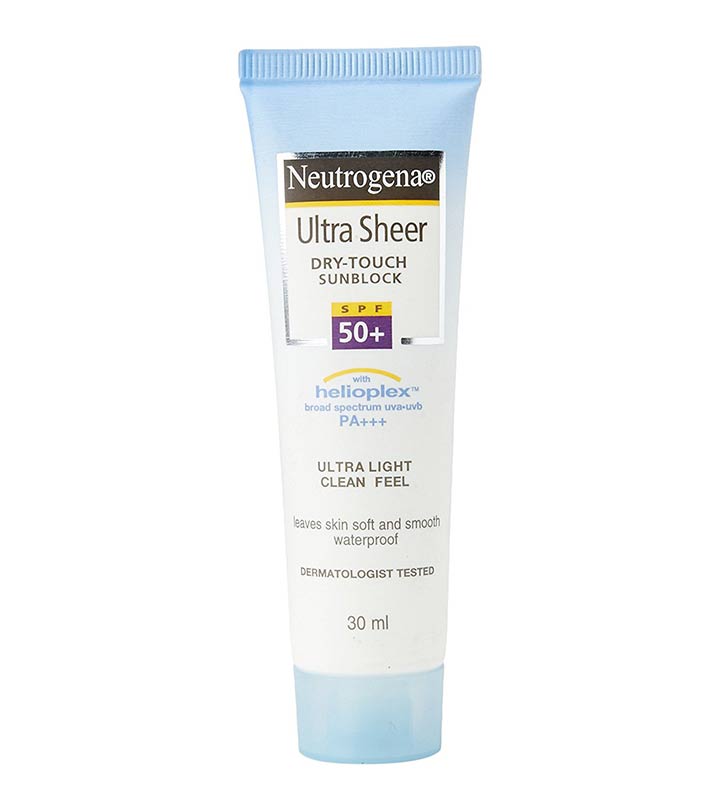 Neutrogena®
Ultra Sheer
DRY-TOUCH
SUNBLOCK
SPF
50+
with
helioplex™
broad spectrum uva•uvb
PA+++
ULTRA LIGHT
CLEAN FEEL
leaves skin soft and smooth
waterproof
DERMATOLOGIST TESTED
30 ml